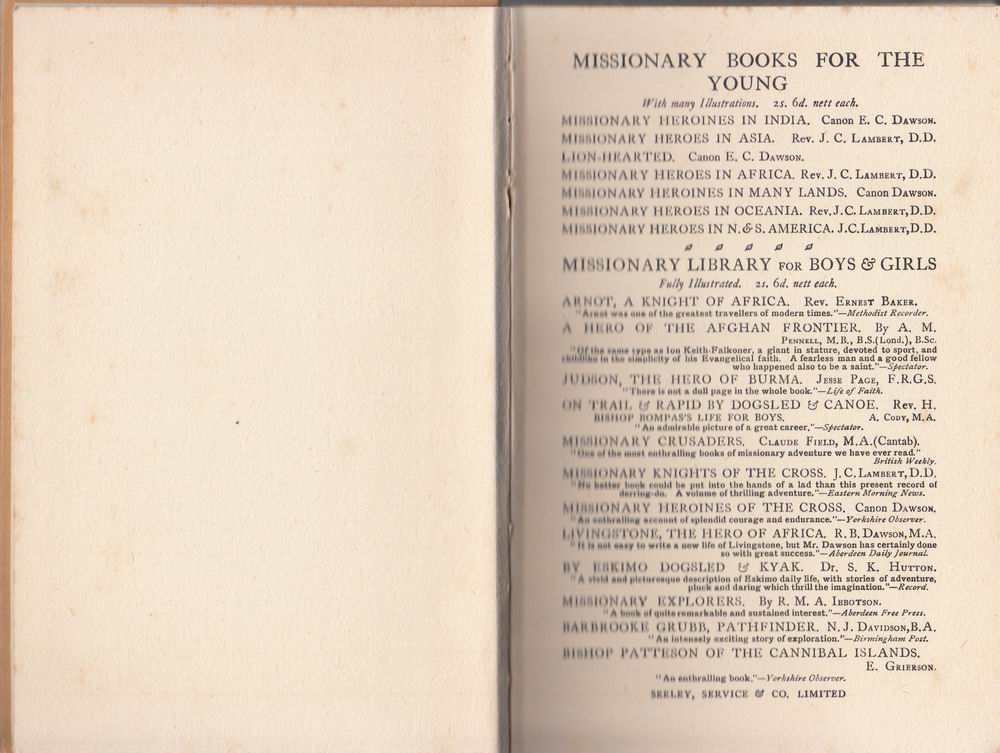 MISSIONARY BOOKS FOR THE
YOUNG
With many Illustrations. 2s. 6d. nett each.
MISSIONARY HEROINES IN INDIA. Canon E. C. Dawson.
MISSIONARY HEROES IN ASIA. Rev. J. C. Lambert, D.D.
LION-HEARTED. Canon E. C. Dawson.
MISSIONARY HEROES IN AFRICA. Rev. J. C. Lambert, D.D.
MISSIONARY HEROINES IN MANY LANDS. Canon Dawson.
MISSIONARY HEROES IN OCEANIA. Rev. J. C. Lambert, D.D.
MISSIONARY HEROES IN N. & S. AMERICA. J. C. Lambert, D.D.
MISSIONARY LIBRARY FOR BOYS & GIRLS
Fully Illustrated. 2s. 6d. nett each.
ARNOT, A KNIGHT OF AFRICA. Rev. Ernest Baker.
"Arnot was one of the greatest travellers of modern times."—Methodist Recorder.
A HERO OF THE AFGHAN FRONTIER. By A. M.
Pennell, M.B., B.S.(Lond.), B.Sc.
"Of the same type as Ion Keith-Falkoner, a giant in stature, devoted to sport, and
childlike in the simplicity of his Evangelical faith. A fearless man and a good fellow
who happened also to be a saint."—Spectator.
JUDSON, THE HERO OF BURMA. Jesse Page, F.R.G.S.
"There is not a dull page in the whole book."—Life of Faith.
ON TRAIL & RAPID BY DOGSLED & CANOE. Rev. H.
BISHOP BOMPAS'S LIFE FOR BOYS. A. Cody, M.A.
"An admirable picture of a great career."—Spectator.
MISSIONARY CRUSADERS. Claude Field, M.A.(Cantab).
"One of the most enthralling books of missionary adventure we have ever read."
British Weekly.
MISSIONARY KNIGHTS OF THE CROSS. J. C. Lambert, D.D.
"No better book could be put into the hands of a lad than this present record of
derring-do. A volume of thrilling adventure."—Eastern Morning News.
MISSIONARY HEROINES OF THE CROSS. Canon Dawson.
"An enthralling account of splendid courage and endurance."—Yorkshire Observer.
LIVINGSTONE, THE HERO OF AFRICA. R. B. Dawson, M.A.
"It is not easy to write a new life of Livingstone, but Mr. Dawson has certainly done
so with great success."—Aberdeen Daily Journal.
BY ESKIMO DOGSLED & KYAK. Dr. S. K. Hutton.
"A vivid and picturesque description of Eskimo daily life, with stories of adventure,
pluck and daring which thrill the imagination."—Record.
MISSIONARY EXPLORERS. By R. M. A. Ibbotson.
"A book of quite remarkable and sustained interest."—Aberdeen Free Press.
BARBROOKE GRUBB, PATHFINDER. N. J. Davidson, B.A.
"An intensely exciting story of exploration."—Birmingham Post.
BISHOP PATTESON OF THE CANNIBAL ISLANDS.
E. Grierson.
"An enthralling book."—Yorkshire Observer.
SEELEY, SERVICE & CO. LIMITED